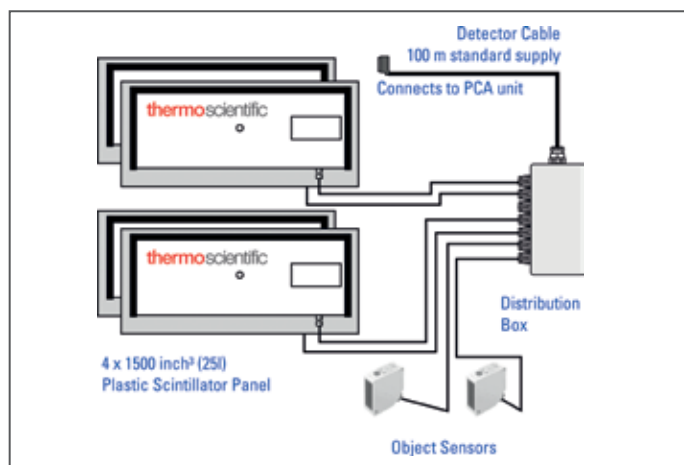 Detector Cable
100 m standard supply
Connects to PCA unit
thermoscientific
thermoscientific
Distribution
Box
4 x 1500 inch³ (25l)
Plastic Scintillator Panel
Object Sensors